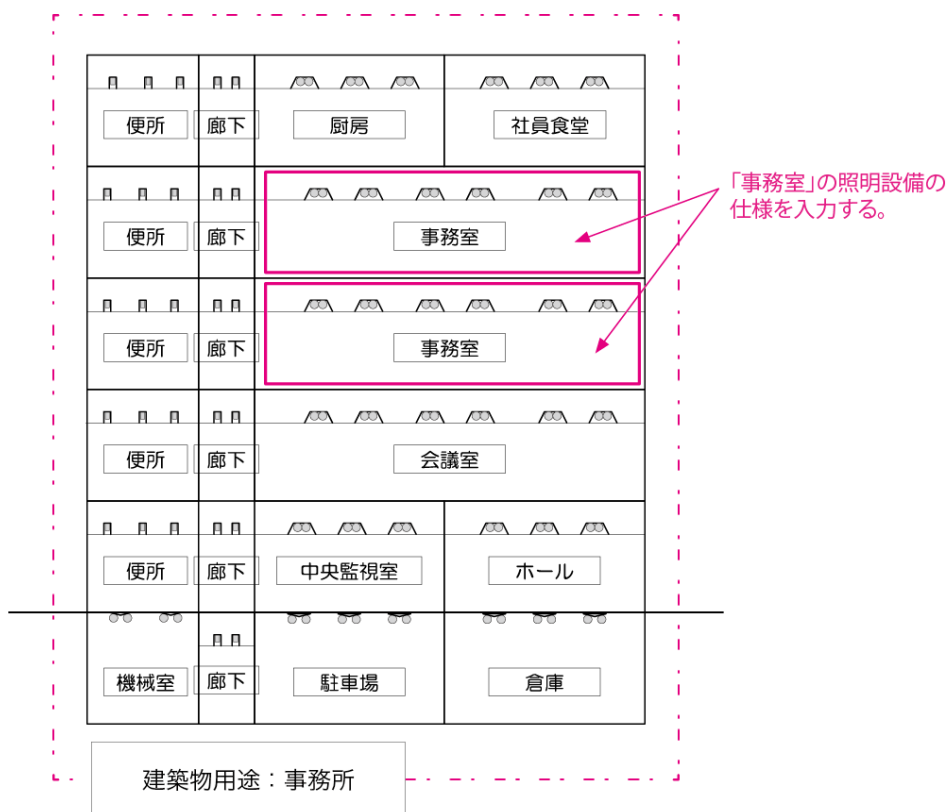 便所
廊下
厨房
社員食堂
「事務室」の照明設備の
仕様を入力する。
便所
廊下
事務室
便所
廊下
事務室
便所
廊下
会議室
便所
廊下
中央監視室
ホール
機械室
廊下
駐車場
倉庫
建築物用途：事務所